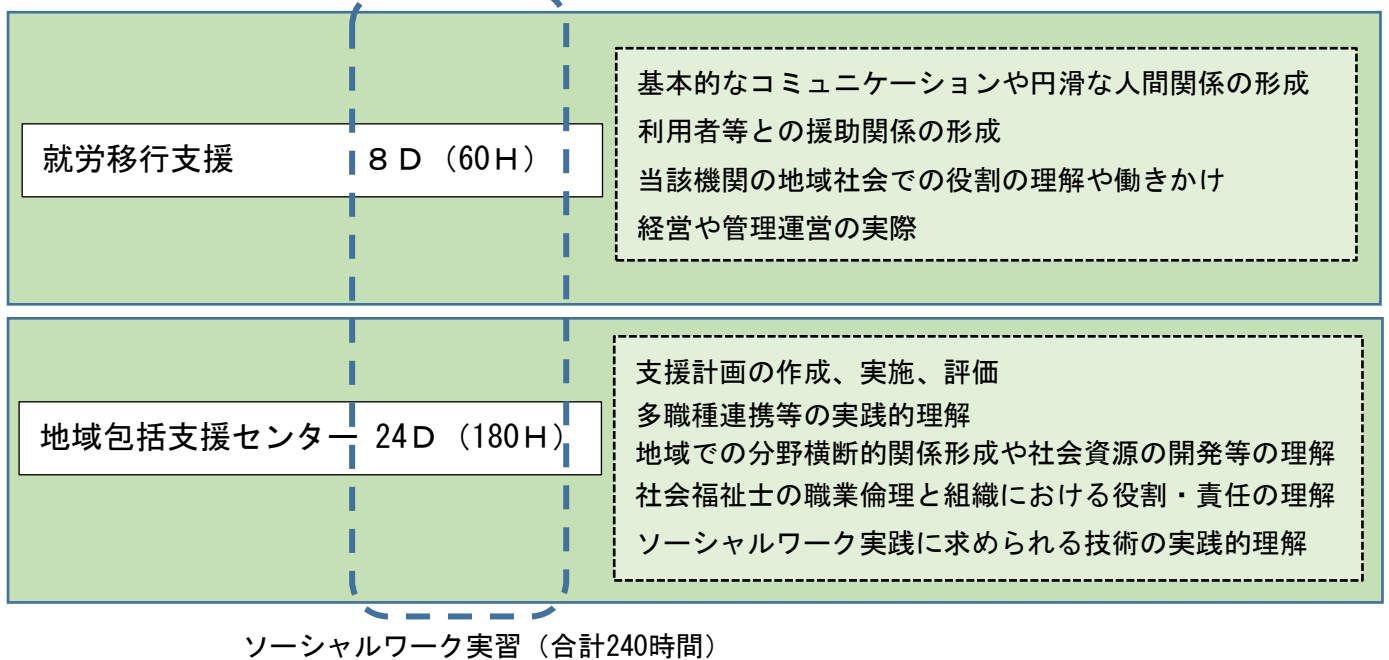 就労移行支援 ８Ｄ（60Ｈ）
基本的なコミュニケーションや円滑な人間関係の形成
利用者等との援助関係の形成
当該機関の地域社会での役割の理解や働きかけ
経営や管理運営の実際
地域包括支援センター 24Ｄ（180Ｈ）
支援計画の作成、実施、評価
多職種連携等の実践的理解
地域での分野横断的関係形成や社会資源の開発等の理解
社会福祉士の職業倫理と組織における役割・責任の理解
ソーシャルワーク実践に求められる技術の実践的理解
ソーシャルワーク実習（合計240時間）